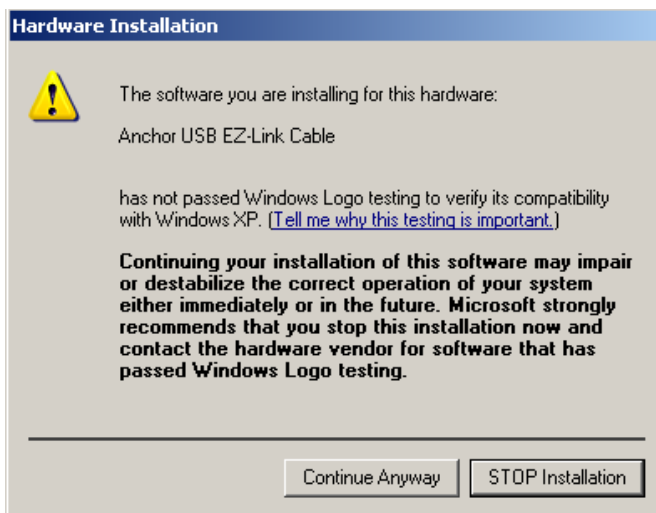 Hardware Installation
The software you are installing for this hardware:
Anchor USB EZ-Link Cable
has not passed Windows Logo testing to verify its compatibility
with Windows XP. (Tell me why this testing is important.)
Continuing your installation of this software may impair
or destabilize the correct operation of your system
either immediately or in the future. Microsoft strongly
recommends that you stop this installation now and
contact the hardware vendor for software that has
passed Windows Logo testing.
Continue Anyway
STOP Installation